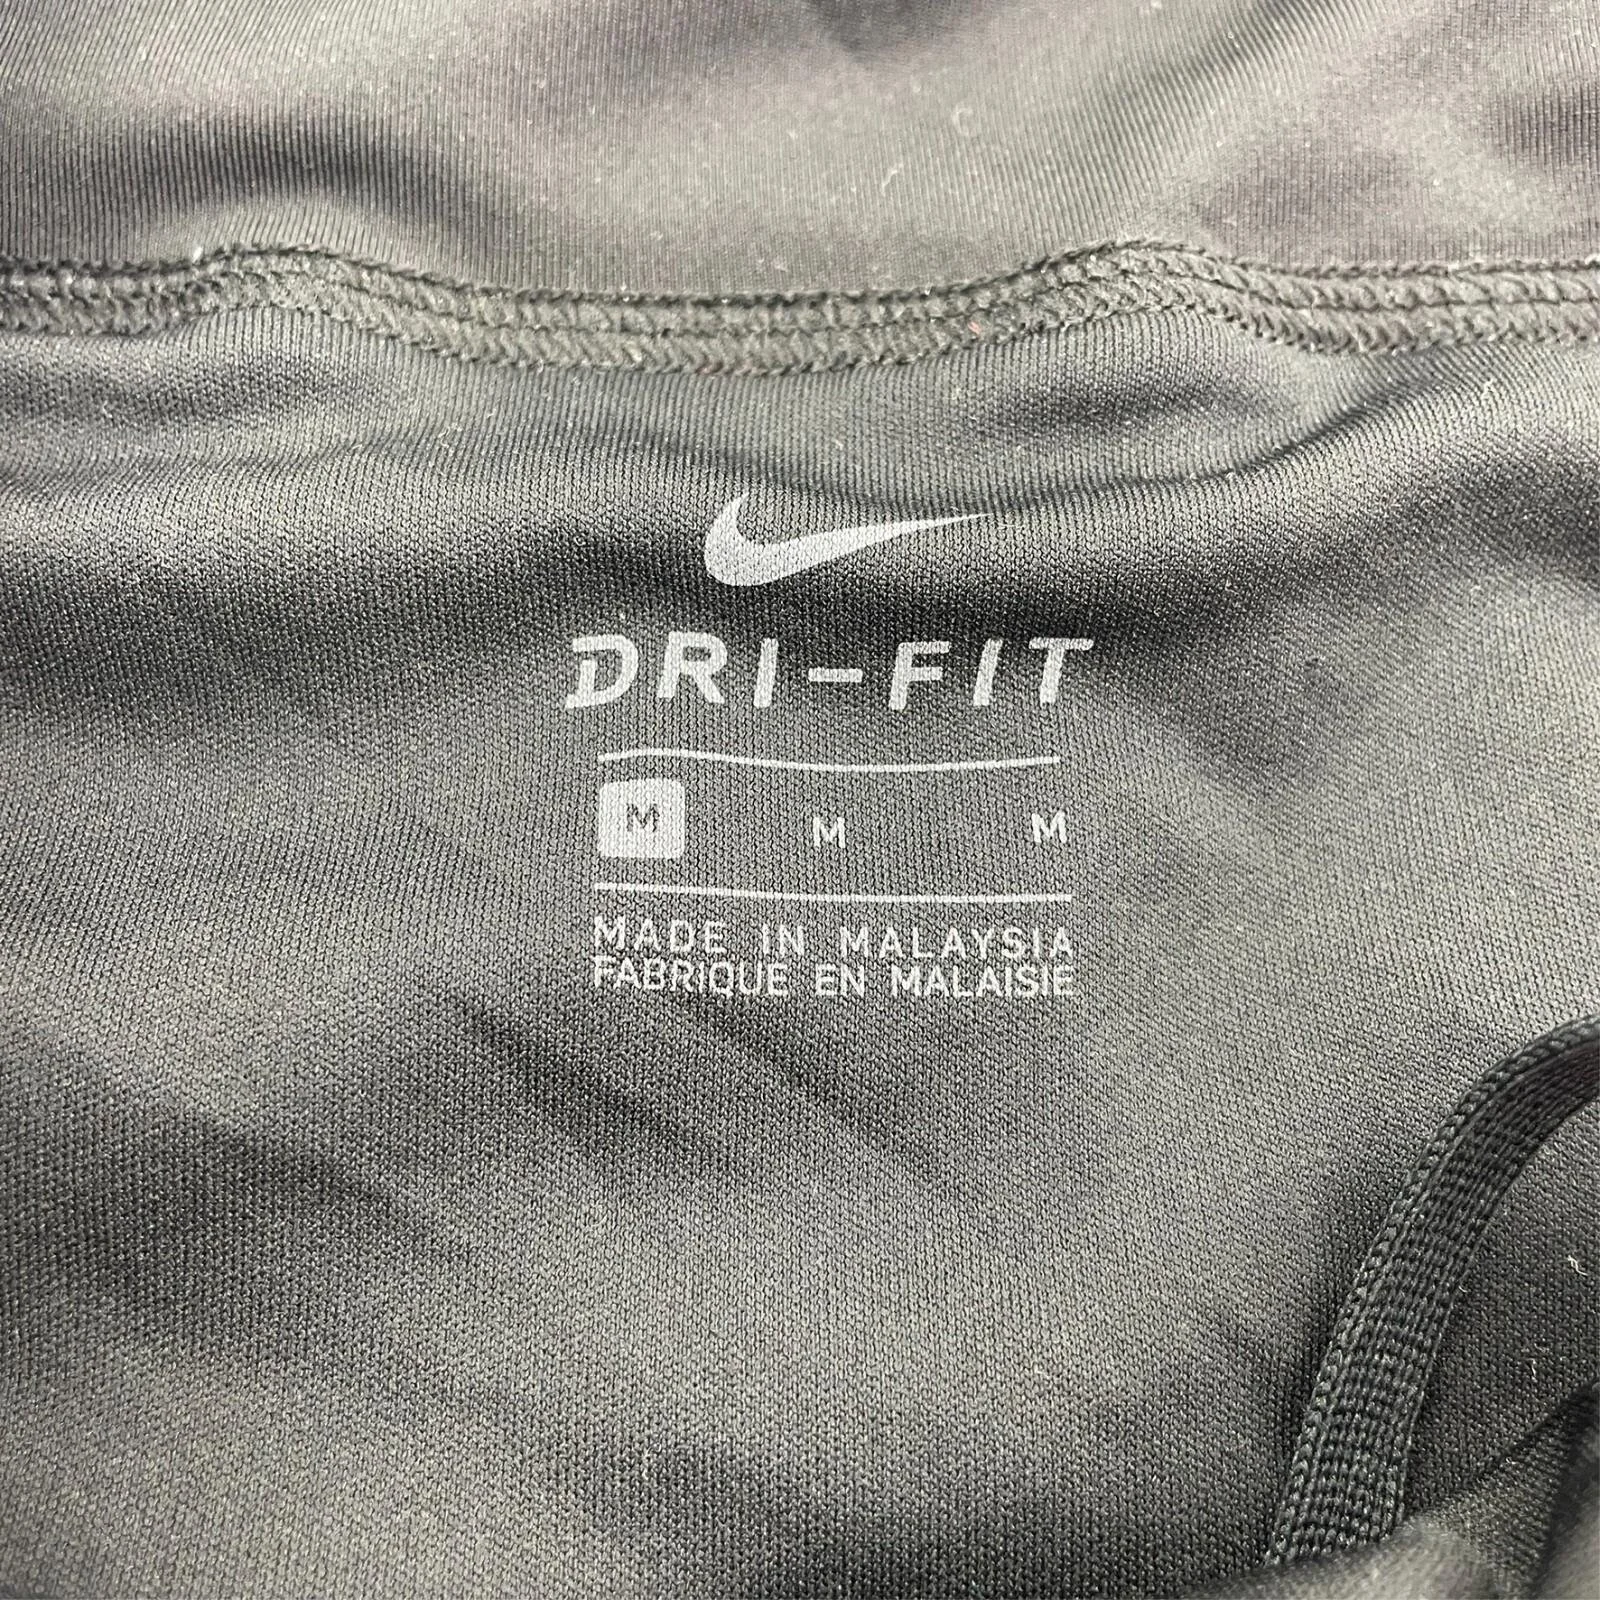 DRI-FIT
M M M
MADE IN MALAYSIA
FABRIQUE EN MALAISIE